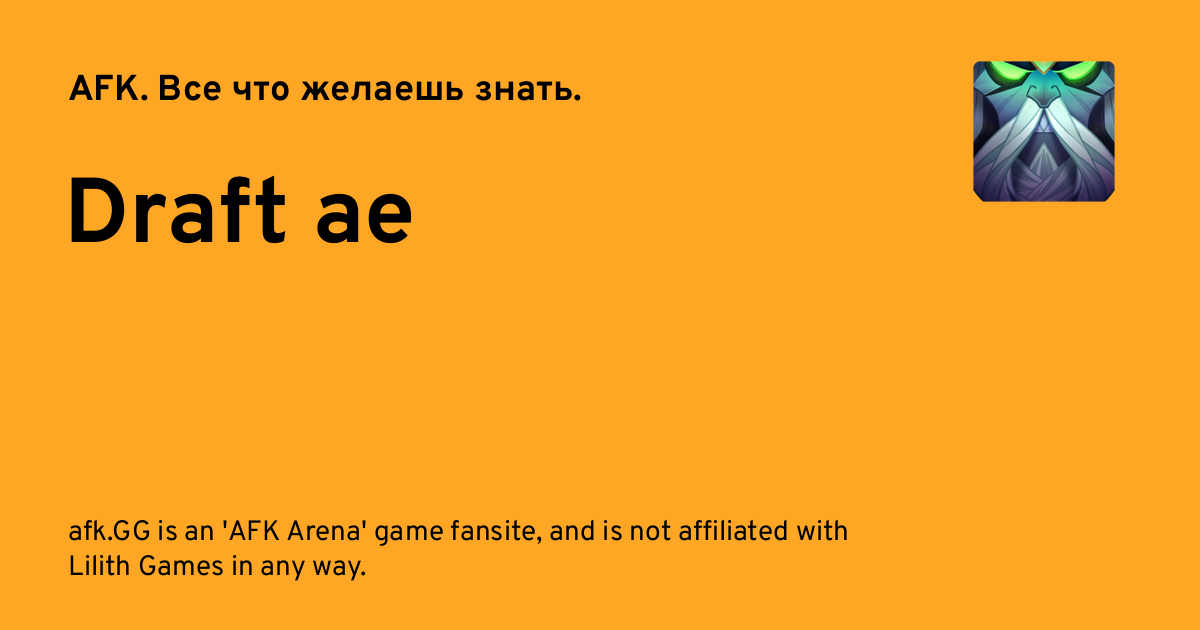 AFK. Все что желаешь знать.
Draft ae
afk.GG is an 'AFK Arena' game fansite, and is not affiliated with
Lilith Games in any way.